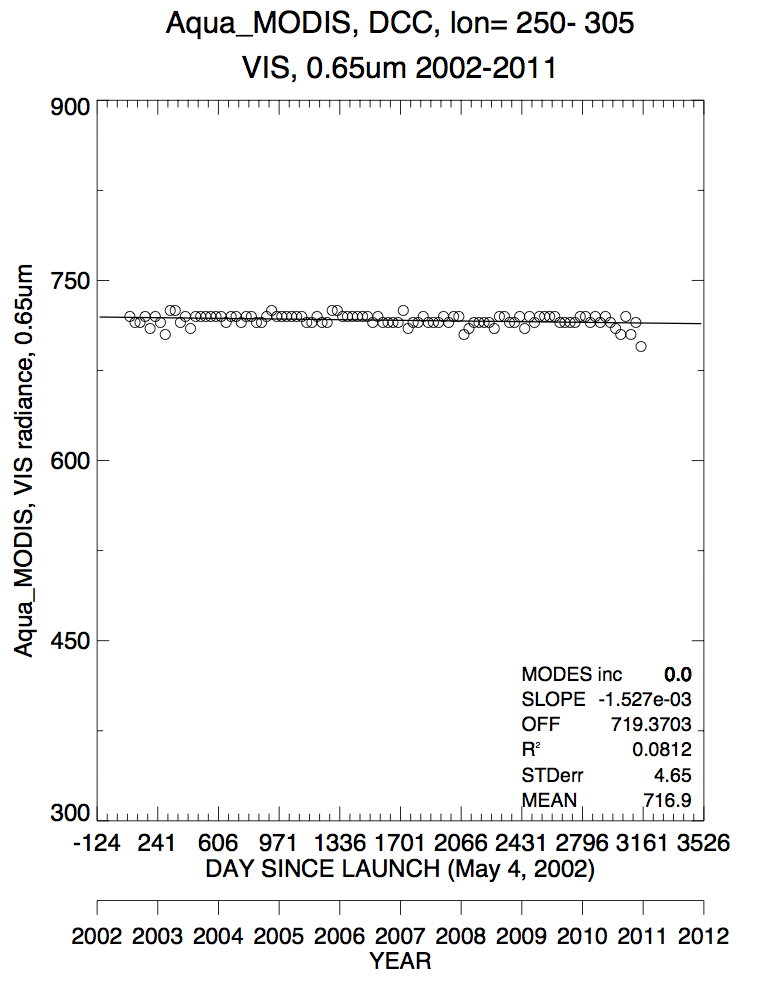 Aqua_MODIS, DCC, lon= 250- 305
VIS, 0.65um 2002-2011
900
750
600
450
300
Aqua_MODIS, VIS radiance, 0.65um
MODES inc 0.0
SLOPE -1.527e-03
OFF 719.3703
R² 0.0812
STDerr 4.65
MEAN 716.9
-124 241 606 971 1336 1701 2066 2431 2796 3161 3526
DAY SINCE LAUNCH (May 4, 2002)
2002 2003 2004 2005 2006 2007 2008 2009 2010 2011 2012
YEAR